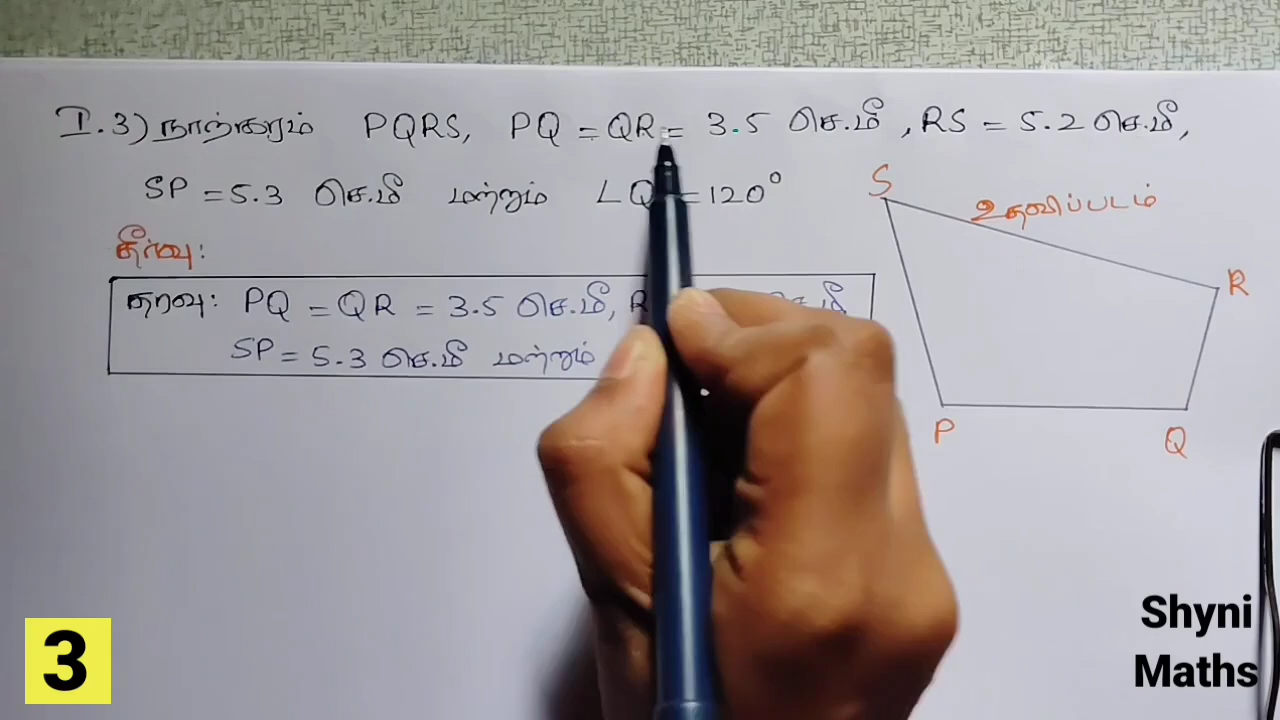 I.3) நாற்கரம் PQRS, PQ = QR = 3.5 செ.மீ, RS = 5.2 செ.மீ,
SP = 5.3 செ.மீ மற்றும் ∠Q = 120°
தீர்வு:
தரவு: PQ = QR = 3.5 செ.மீ, R செ.மீ
SP = 5.3 செ.மீ மற்றும்
உதவிப்படம்
S
R
P
Q
3
Shyni
Maths